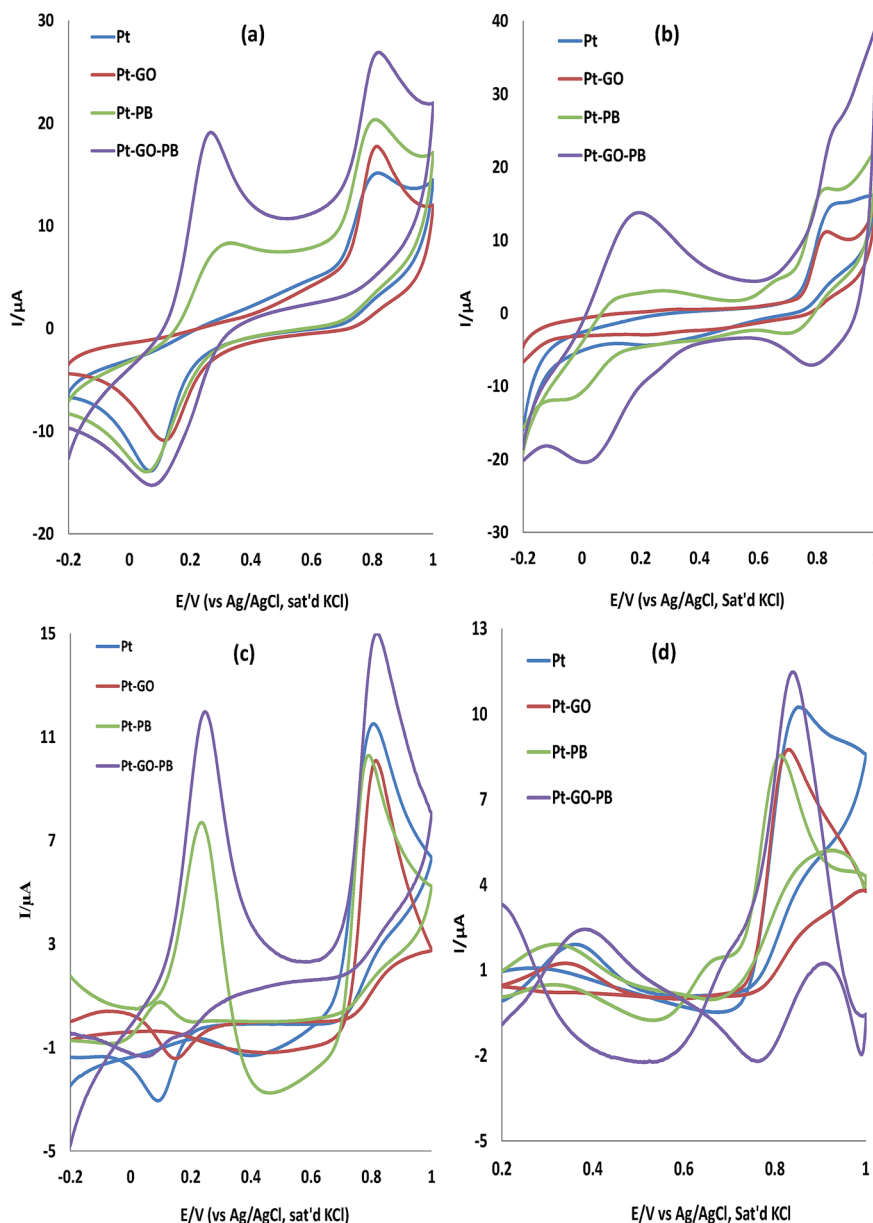 (a)
Pt
Pt-GO
Pt-PB
Pt-GO-PB
30
20
10
0
-10
-20
I/µA
-0.2 0 0.2 0.4 0.6 0.8 1
E/V (vs Ag/AgCl, sat'd KCl)
(b)
Pt
Pt-GO
Pt-PB
Pt-GO-PB
40
30
20
10
0
-10
-20
-30
I/µA
-0.2 0 0.2 0.4 0.6 0.8 1
E/V (vs Ag/AgCl, Sat'd KCl)
(c)
Pt
Pt-GO
Pt-PB
Pt-GO-PB
15
11
7
3
-1
-5
I/µA
-0.2 0 0.2 0.4 0.6 0.8 1
E/V (vs Ag/AgCl, sat'd KCl)
(d)
Pt
Pt-GO
Pt-PB
Pt-GO-PB
13
10
7
4
1
-2
-5
I/µA
0.2 0.4 0.6 0.8 1
E/V vs Ag/AgCl, Sat'd KCl